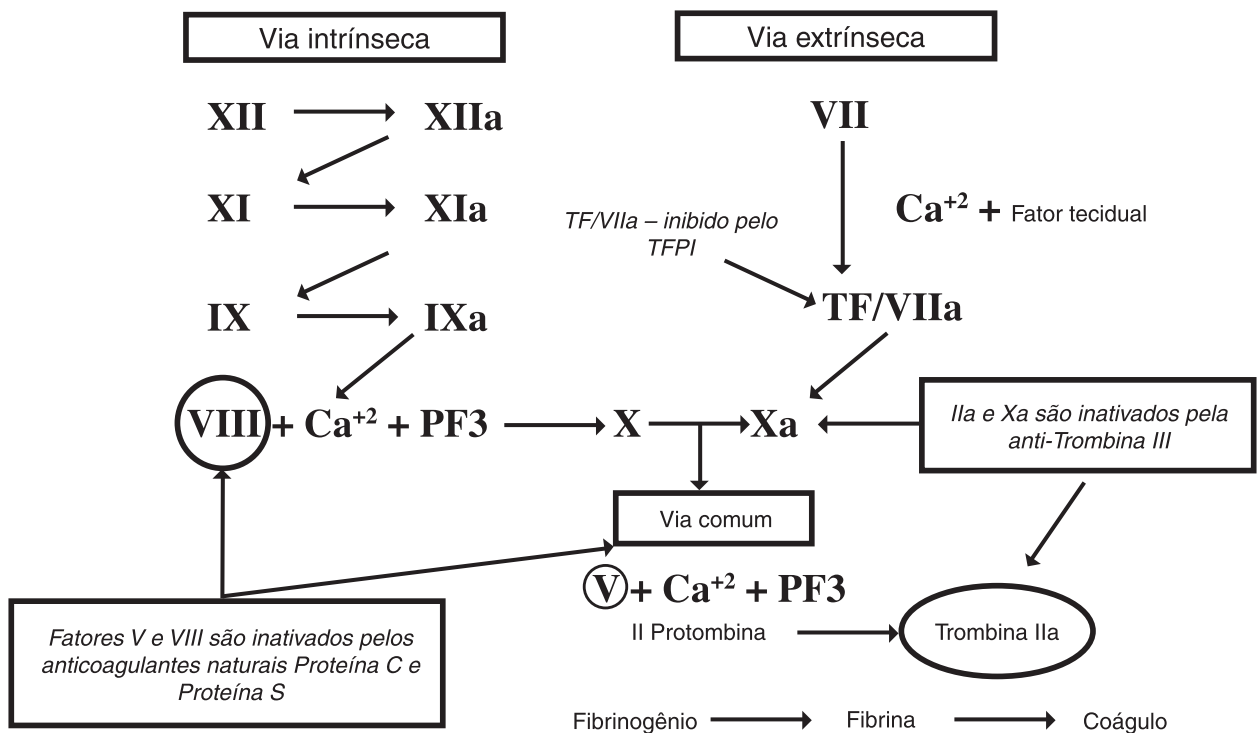 Via intrínseca
Via extrínseca
XII
XIIa
VII
XI
XIa
TF/VIIa – inibido pelo
TFPI
Ca+2 + Fator tecidual
IX
IXa
TF/VIIa
VIII + Ca+2 + PF3
X
Xa
IIa e Xa são inativados pela
anti-Trombina III
Via comum
V + Ca+2 + PF3
Fatores V e VIII são inativados pelos
anticoagulantes naturais Proteína C e
Proteína S
II Protombina
Trombina IIa
Fibrinogênio
Fibrina
Coágulo